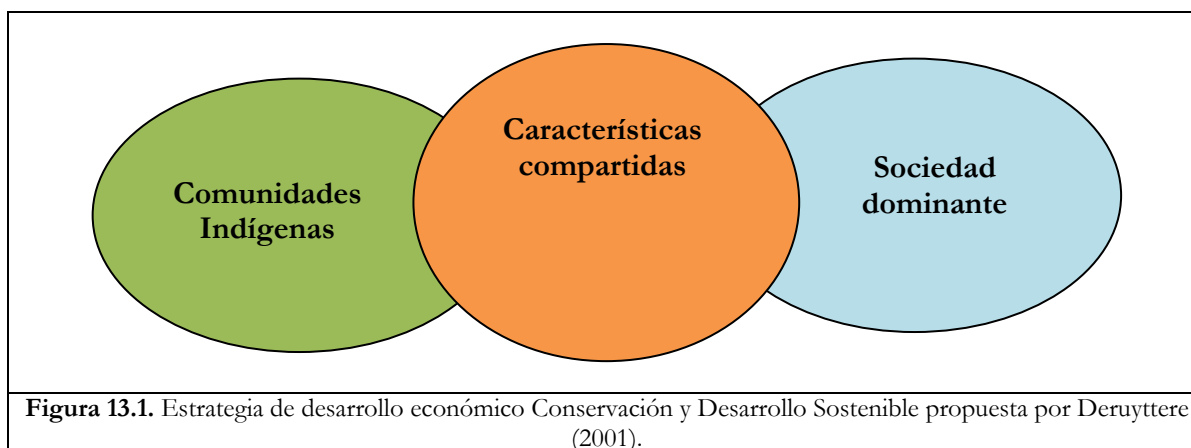 Comunidades
Indígenas
Características
compartidas
Sociedad
dominante
Figura 13.1. Estrategia de desarrollo económico Conservación y Desarrollo Sostenible propuesta por Deruyttere
(2001).